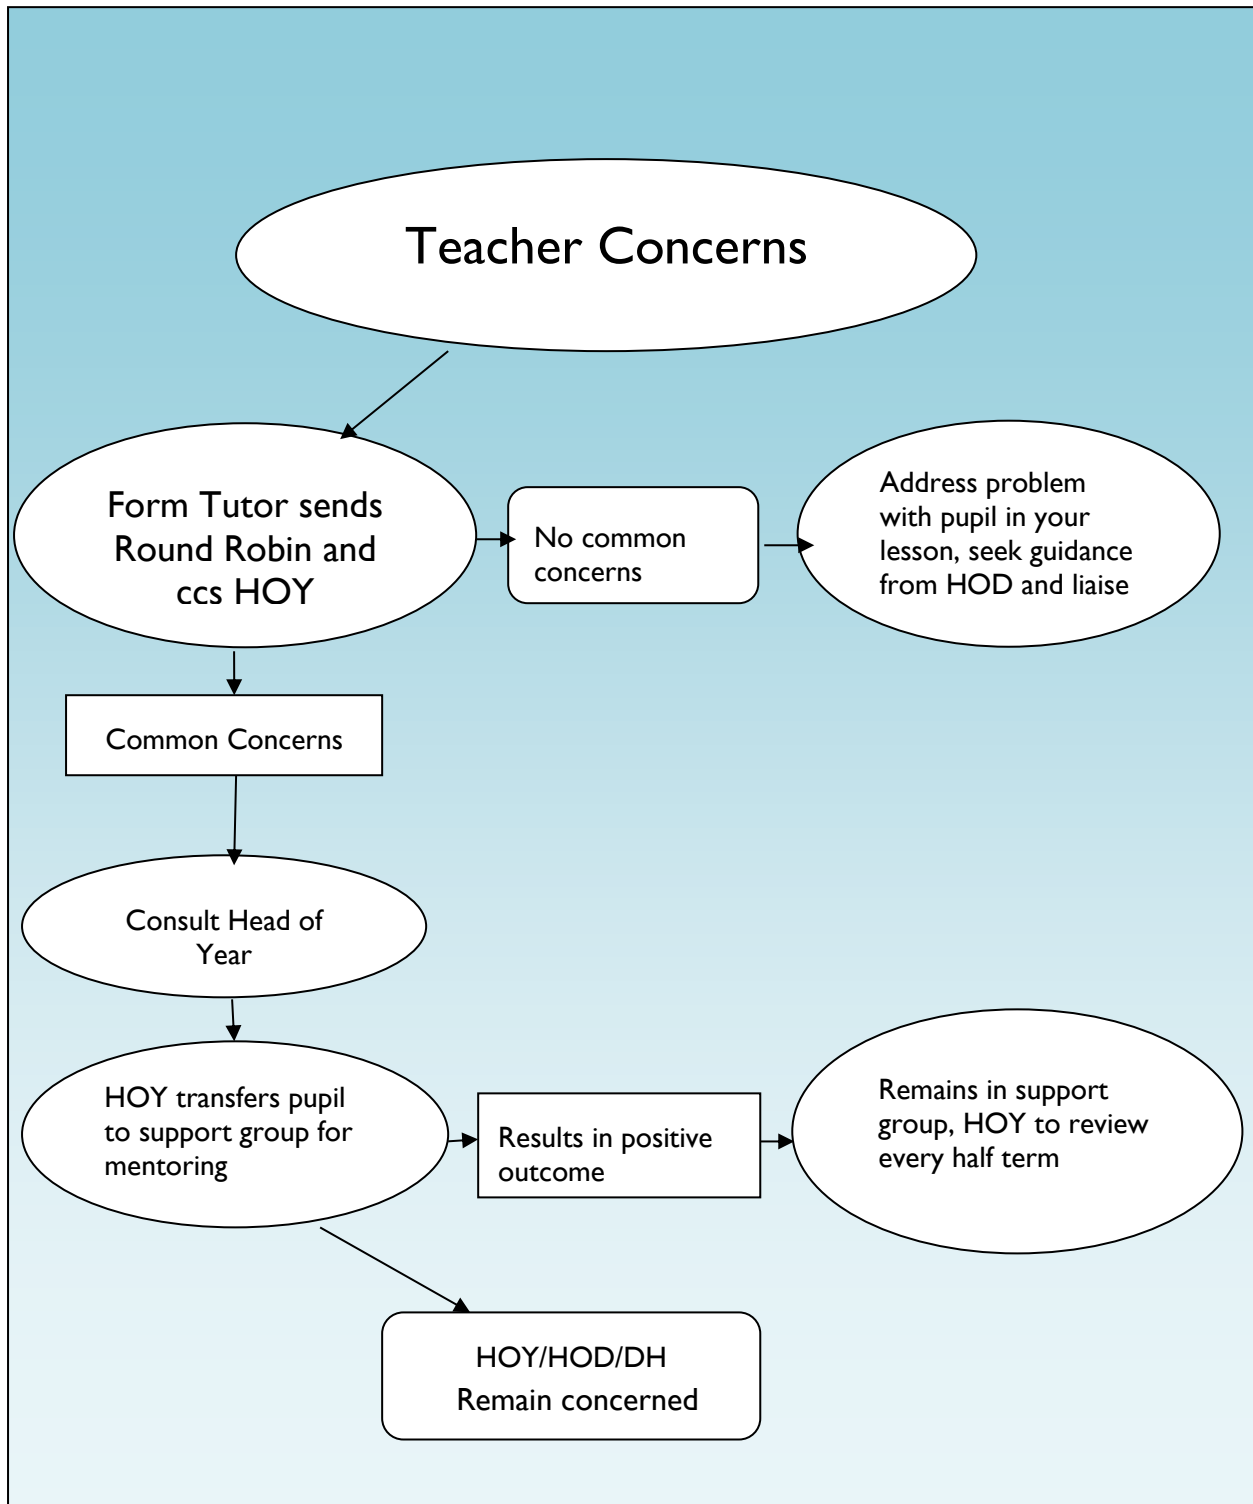 Teacher Concerns
Form Tutor sends
Round Robin and
ccs HOY
No common
concerns
Address problem
with pupil in your
lesson, seek guidance
from HOD and liaise
Common Concerns
Consult Head of
Year
HOY transfers pupil
to support group for
mentoring
Results in positive
outcome
Remains in support
group, HOY to review
every half term
HOY/HOD/DH
Remain concerned